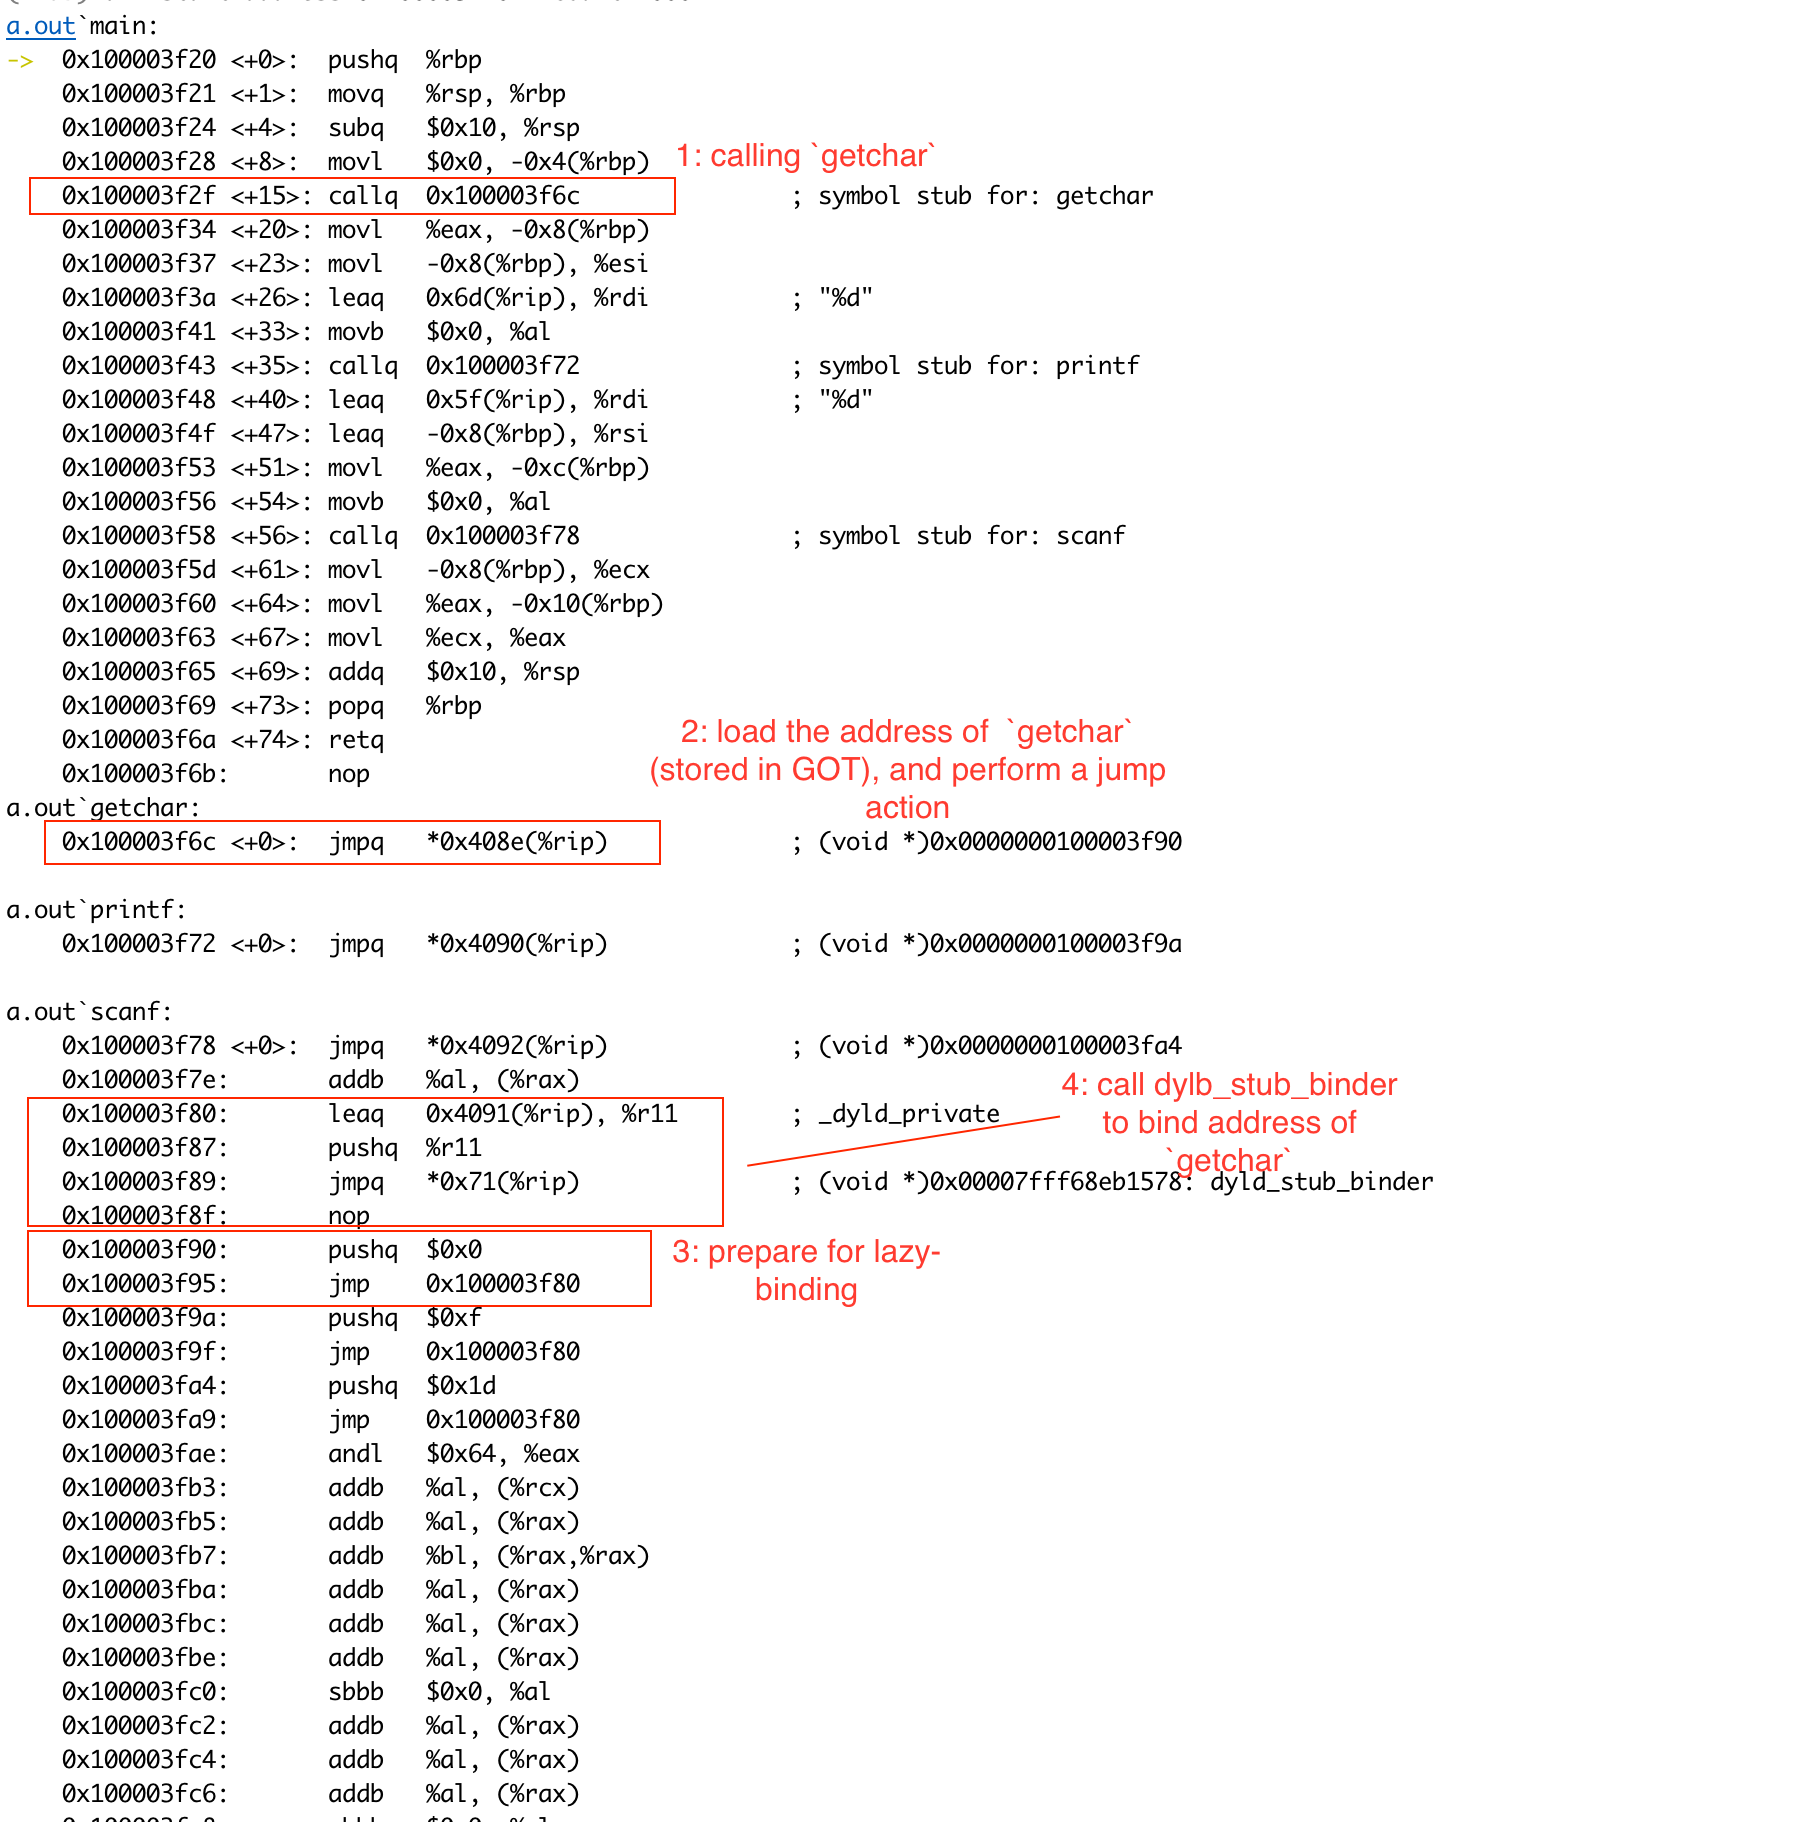 a.out`main:
->  0x100003f20 <+0>:  pushq  %rbp
0x100003f21 <+1>:  movq   %rsp, %rbp
0x100003f24 <+4>:  subq   $0x10, %rsp
0x100003f28 <+8>:  movl   $0x0, -0x4(%rbp)
1: calling `getchar`
0x100003f2f <+15>: callq  0x100003f6c               ; symbol stub for: getchar
0x100003f34 <+20>: movl   %eax, -0x8(%rbp)
0x100003f37 <+23>: movl   -0x8(%rbp), %esi
0x100003f3a <+26>: leaq   0x6d(%rip), %rdi          ; "%d"
0x100003f41 <+33>: movb   $0x0, %al
0x100003f43 <+35>: callq  0x100003f72               ; symbol stub for: printf
0x100003f48 <+40>: leaq   0x5f(%rip), %rdi          ; "%d"
0x100003f4f <+47>: leaq   -0x8(%rbp), %rsi
0x100003f53 <+51>: movl   %eax, -0xc(%rbp)
0x100003f56 <+54>: movb   $0x0, %al
0x100003f58 <+56>: callq  0x100003f78               ; symbol stub for: scanf
0x100003f5d <+61>: movl   -0x8(%rbp), %ecx
0x100003f60 <+64>: movl   %eax, -0x10(%rbp)
0x100003f63 <+67>: movl   %ecx, %eax
0x100003f65 <+69>: addq   $0x10, %rsp
0x100003f69 <+73>: popq   %rbp
0x100003f6a <+74>: retq
0x100003f6b:       nop
2: load the address of  `getchar`
(stored in GOT), and perform a jump
action
a.out`getchar:
0x100003f6c <+0>:  jmpq   *0x408e(%rip)             ; (void *)0x0000000100003f90
a.out`printf:
0x100003f72 <+0>:  jmpq   *0x4090(%rip)             ; (void *)0x0000000100003f9a
a.out`scanf:
0x100003f78 <+0>:  jmpq   *0x4092(%rip)             ; (void *)0x0000000100003fa4
0x100003f7e:       addb   %al, (%rax)
0x100003f80:       leaq   0x4091(%rip), %r11        ; _dyld_private
0x100003f87:       pushq  %r11
0x100003f89:       jmpq   *0x71(%rip)               ; (void *)0x00007fff68eb1578: dyld_stub_binder
0x100003f8f:       nop
4: call dylb_stub_binder
to bind address of
`getchar`
0x100003f90:       pushq  $0x0
0x100003f95:       jmp    0x100003f80
3: prepare for lazy-
binding
0x100003f9a:       pushq  $0xf
0x100003f9f:       jmp    0x100003f80
0x100003fa4:       pushq  $0x1d
0x100003fa9:       jmp    0x100003f80
0x100003fae:       andl   $0x64, %eax
0x100003fb3:       addb   %al, (%rcx)
0x100003fb5:       addb   %al, (%rax)
0x100003fb7:       addb   %bl, (%rax,%rax)
0x100003fba:       addb   %al, (%rax)
0x100003fbc:       addb   %al, (%rax)
0x100003fbe:       addb   %al, (%rax)
0x100003fc0:       sbbb   $0x0, %al
0x100003fc2:       addb   %al, (%rax)
0x100003fc4:       addb   %al, (%rax)
0x100003fc6:       addb   %al, (%rax)